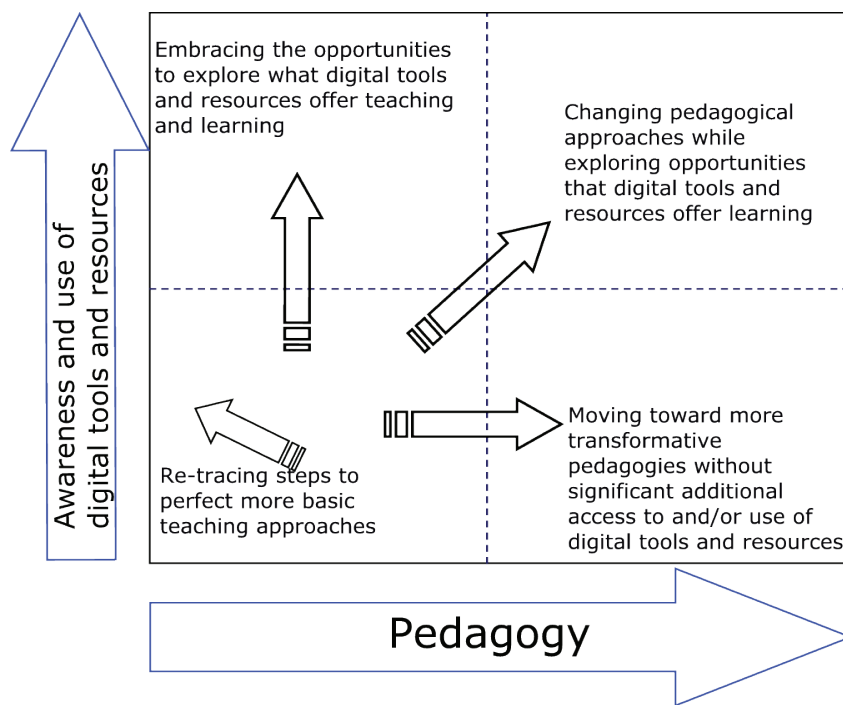 Awareness and use of
digital tools and resources
Embracing the opportunities
to explore what digital tools
and resources offer teaching
and learning
Changing pedagogical
approaches while
exploring opportunities
that digital tools and
resources offer learning
Re-tracing steps to
perfect more basic
teaching approaches
Moving toward more
transformative
pedagogies without
significant additional
access to and/or use of
digital tools and resources
Pedagogy